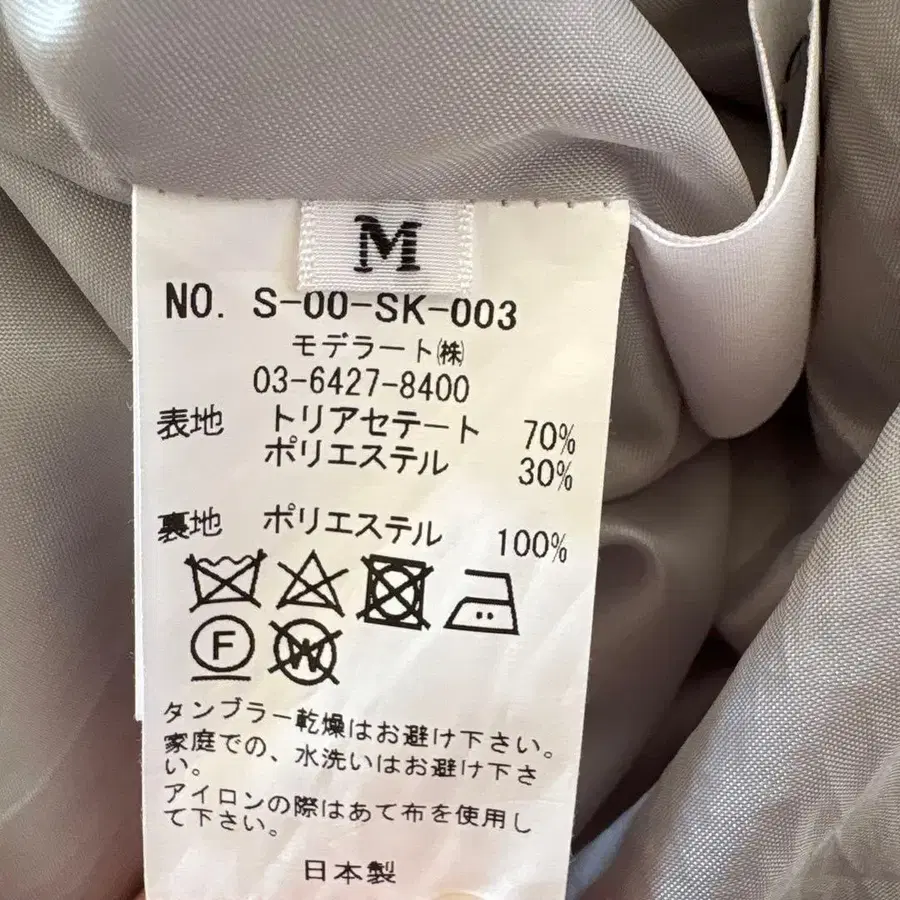 M
NO. S-00-SK-003
モデラート㈱
03-6427-8400
表地 トリアセテート 70%
ポリエステル 30%
裏地 ポリエステル 100%
F W
タンブラー乾燥はお避け下さい。
家庭での、水洗いはお避け下さ
い。
アイロンの際はあて布を使用し
て下さい。
日本製